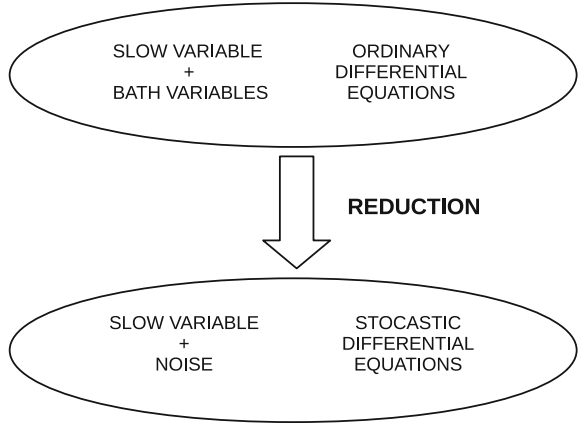 SLOW VARIABLE
+
BATH VARIABLES
ORDINARY
DIFFERENTIAL
EQUATIONS
REDUCTION
SLOW VARIABLE
+
NOISE
STOCASTIC
DIFFERENTIAL
EQUATIONS